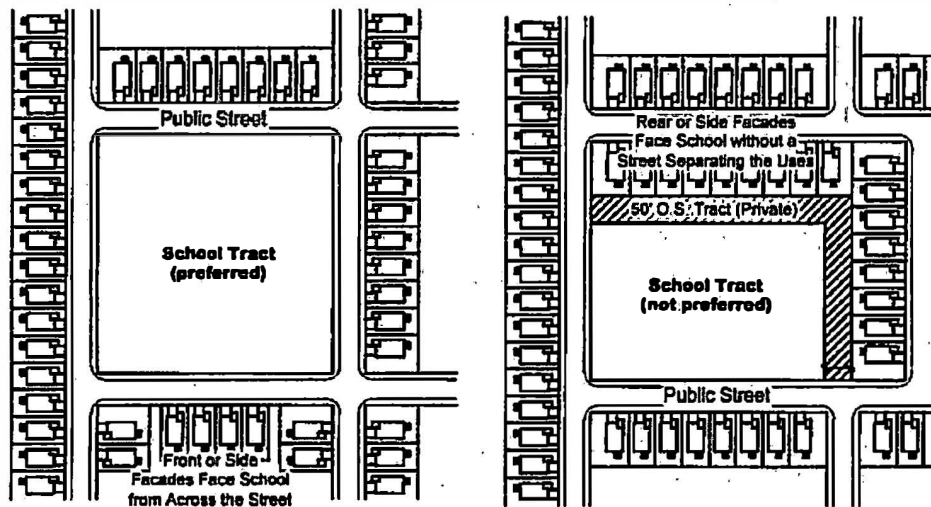 Public Street
School Tract
(preferred)
Front or Side
Facades Face School
from Across the Street
Rear or Side Facades
Face School without a
Street Separating the Uses
50' O.S. Tract (Private)
School Tract
(not preferred)
Public Street